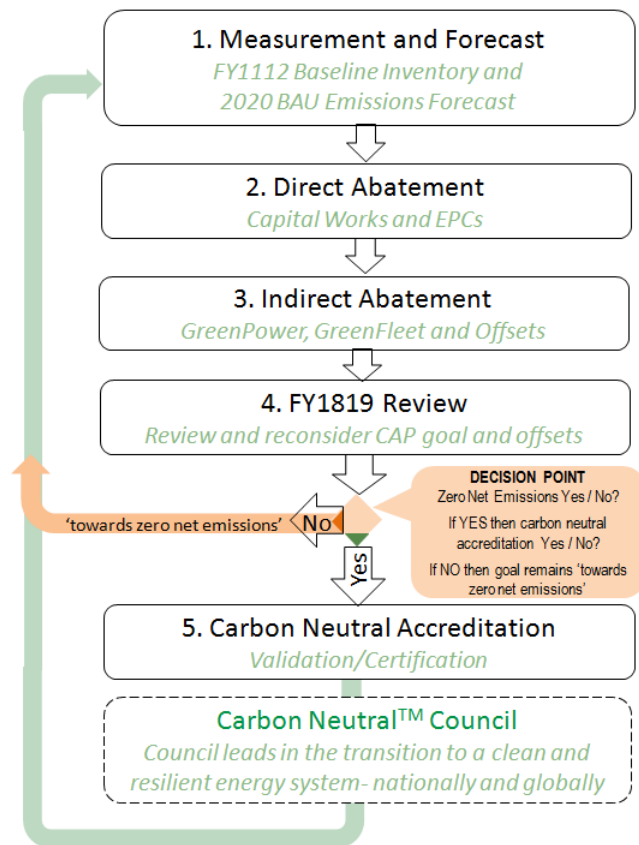 1. Measurement and Forecast
FY1112 Baseline Inventory and
2020 BAU Emissions Forecast
2. Direct Abatement
Capital Works and EPCs
3. Indirect Abatement
GreenPower, GreenFleet and Offsets
4. FY1819 Review
Review and reconsider CAP goal and offsets
DECISION POINT
Zero Net Emissions Yes / No?
If YES then carbon neutral
accreditation Yes / No?
If NO then goal remains ‘towards
zero net emissions’
‘towards zero net emissions’
No
Yes
5. Carbon Neutral Accreditation
Validation/Certification
Carbon Neutral™ Council
Council leads in the transition to a clean and
resilient energy system- nationally and globally